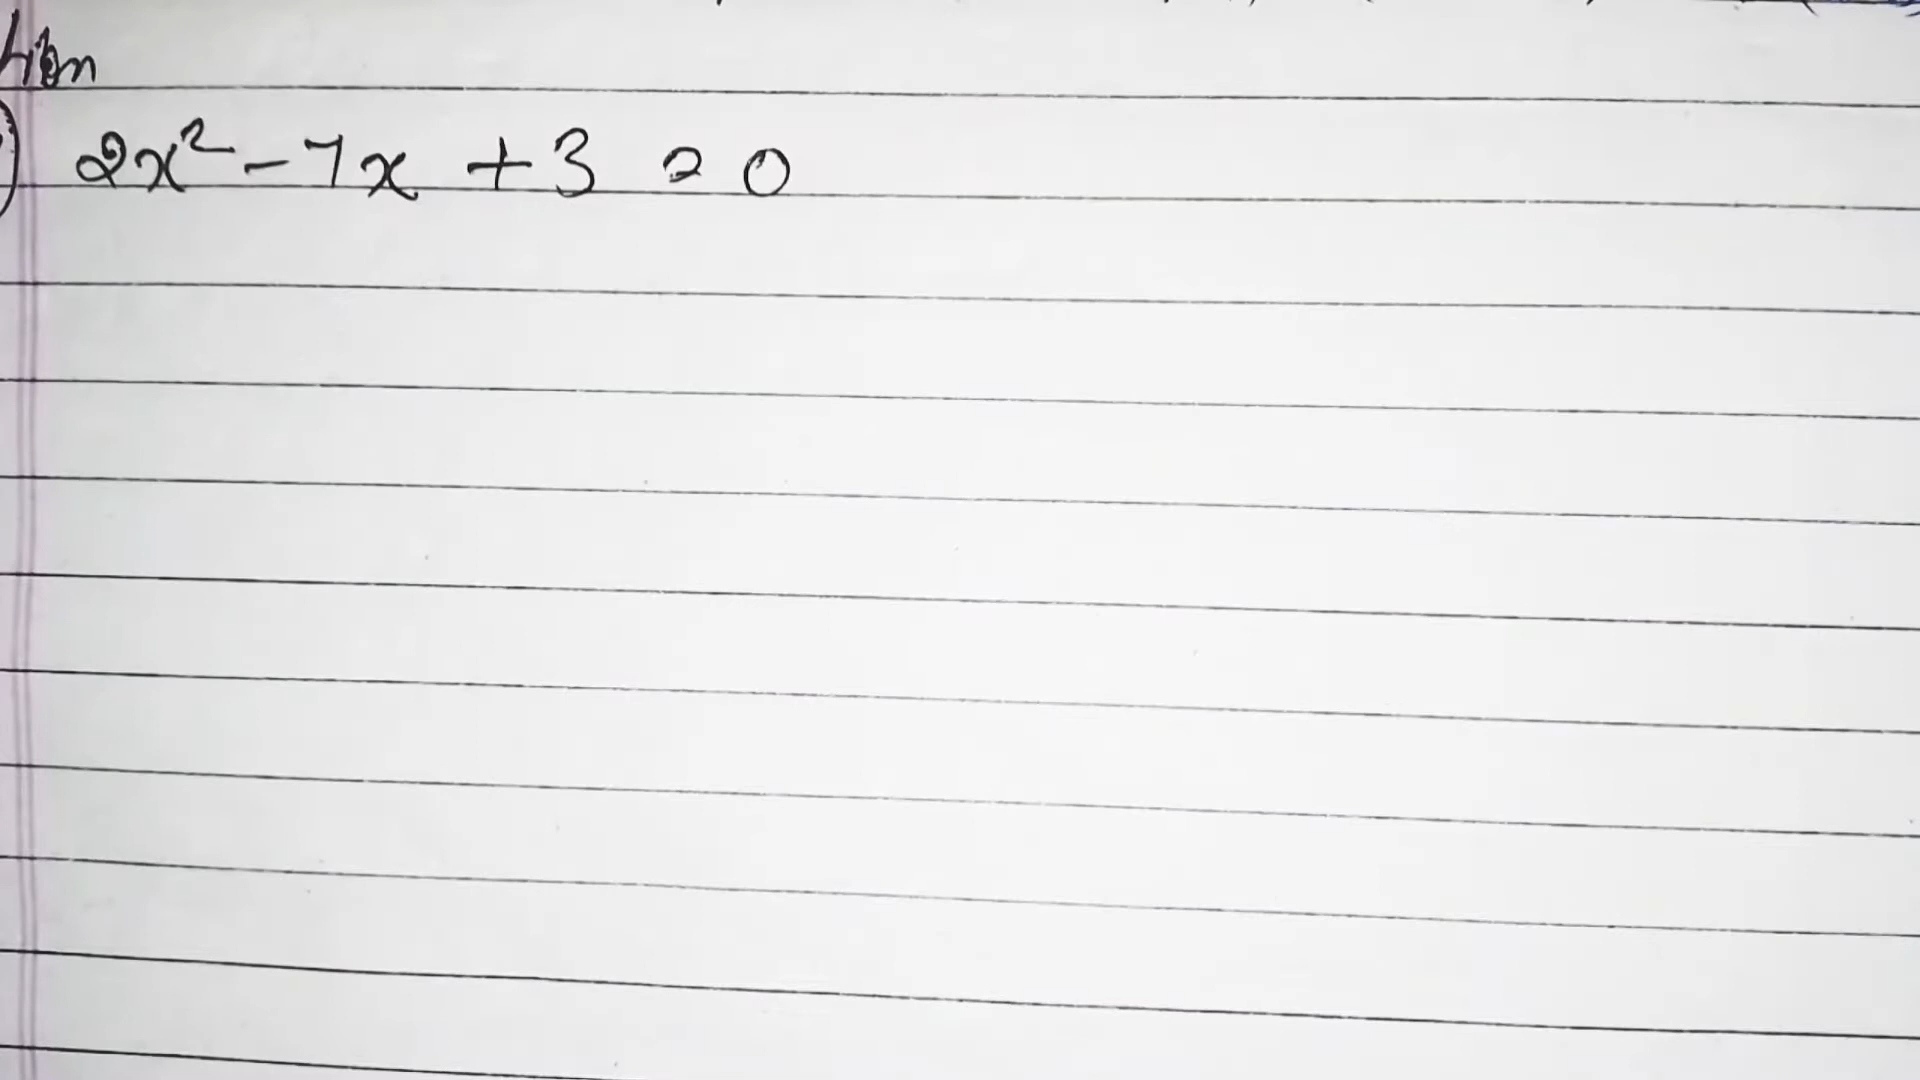 2x² - 7x + 3 = 0